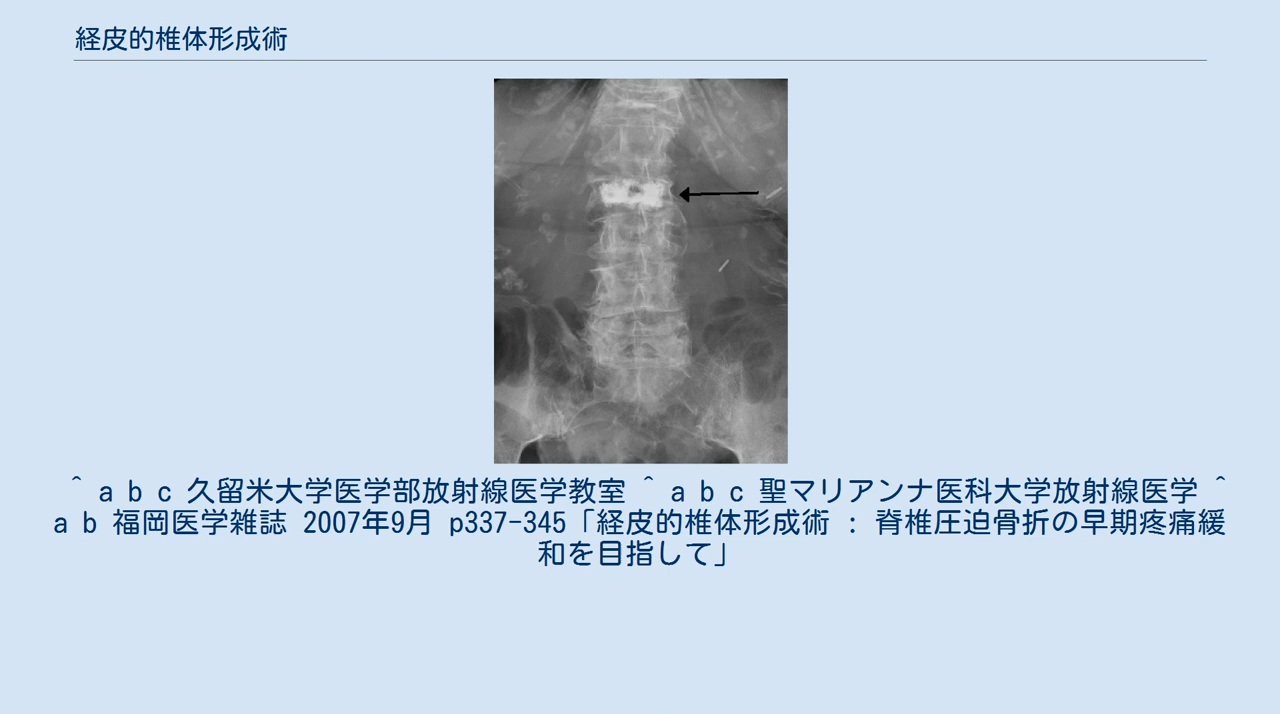 経皮的椎体形成術
^ a b c 久留米大学医学部放射線医学教室 ^ a b c 聖マリアンナ医科大学放射線医学 ^
a b 福岡医学雑誌 2007年9月 p337-345「経皮的椎体形成術 : 脊椎圧迫骨折の早期疼痛緩
和を目指して」